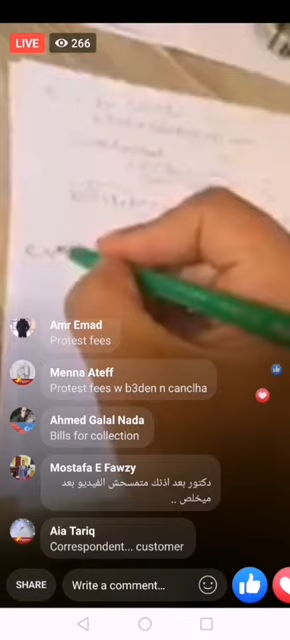 LIVE
266
Amr Emad
Protest fees
Menna Ateff
Protest fees w b3den n canclha
Ahmed Galal Nada
Bills for collection
Mostafa E Fawzy
دكتور بعد اذنك متمسحش الفيديو بعد
ميخلص ..
Aia Tariq
Correspondent... customer
SHARE
Write a comment...